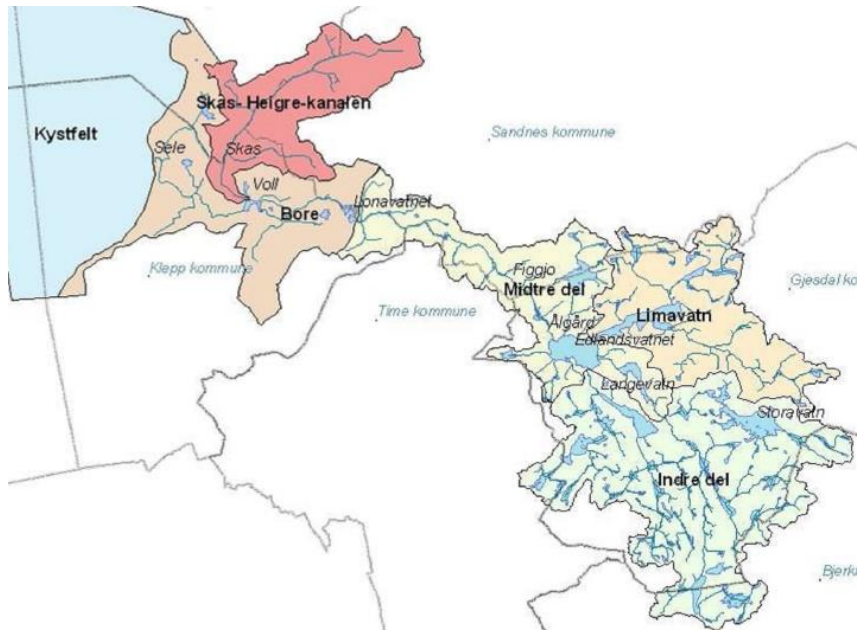 Skas- Heigre-kanalen
Kystfelt
Sandnes kommune
Sele
Skas
Voll
Lonavatnet
Bore
Klepp kommune
Figgjo
Midtre del
Gjesdal ko
Time kommune
Ålgård
Limavatn
Edlandsvatnet
Langevatn
Storavatn
Indre del
Bjerk